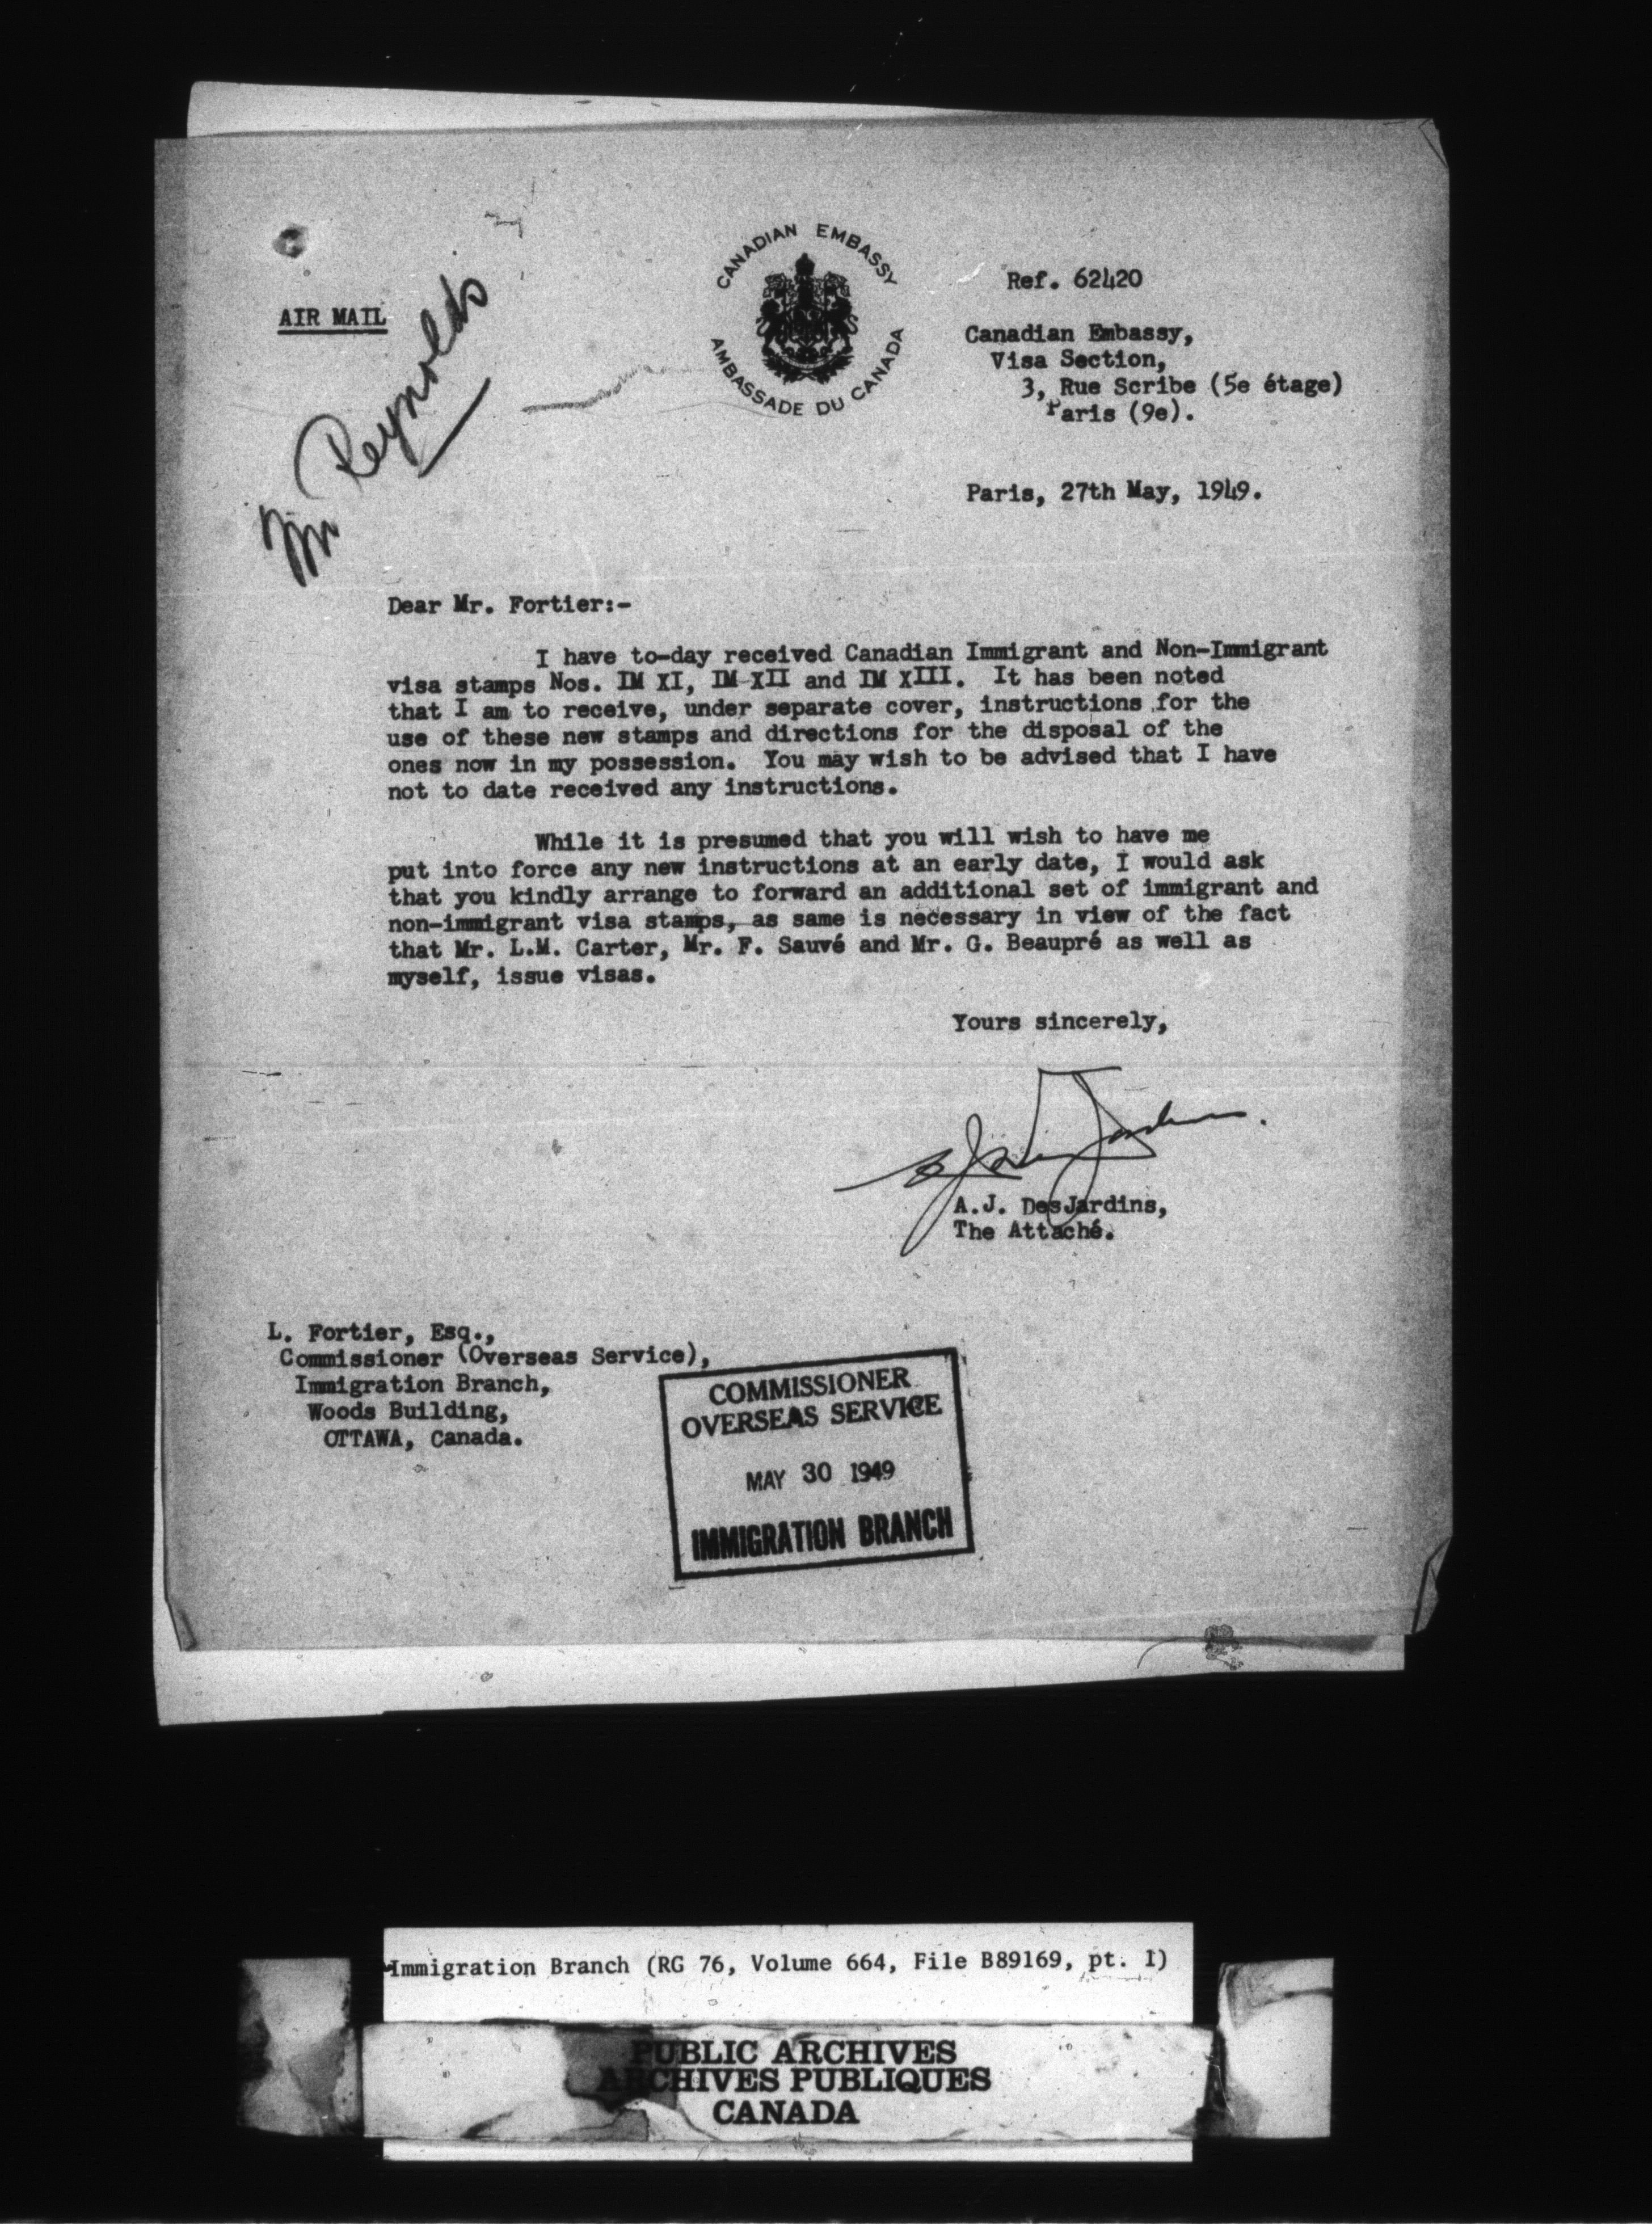 CANADIAN EMBASSY
AMBASSADE DU CANADA
AIR MAIL
Mr Reynolds
Ref. 62420
Canadian Embassy,
Visa Section,
3, Rue Scribe (5e étage)
Paris (9e).
Paris, 27th May, 1949.
Dear Mr. Fortier:-
I have to-day received Canadian Immigrant and Non-Immigrant
visa stamps Nos. IM XI, IM XII and IM XIII. It has been noted
that I am to receive, under separate cover, instructions for the
use of these new stamps and directions for the disposal of the
ones now in my possession. You may wish to be advised that I have
not to date received any instructions.
While it is presumed that you will wish to have me
put into force any new instructions at an early date, I would ask
that you kindly arrange to forward an additional set of immigrant and
non-immigrant visa stamps, as same is necessary in view of the fact
that Mr. L.M. Carter, Mr. F. Sauvé and Mr. G. Beaupré as well as
myself, issue visas.
Yours sincerely,
A.J. DesJardins,
The Attaché.
L. Fortier, Esq.,
Commissioner (Overseas Service),
Immigration Branch,
Woods Building,
OTTAWA, Canada.
COMMISSIONER
OVERSEAS SERVICE
MAY 30 1949
IMMIGRATION BRANCH
Immigration Branch (RG 76, Volume 664, File B89169, pt. 1)
PUBLIC ARCHIVES
ARCHIVES PUBLIQUES
CANADA